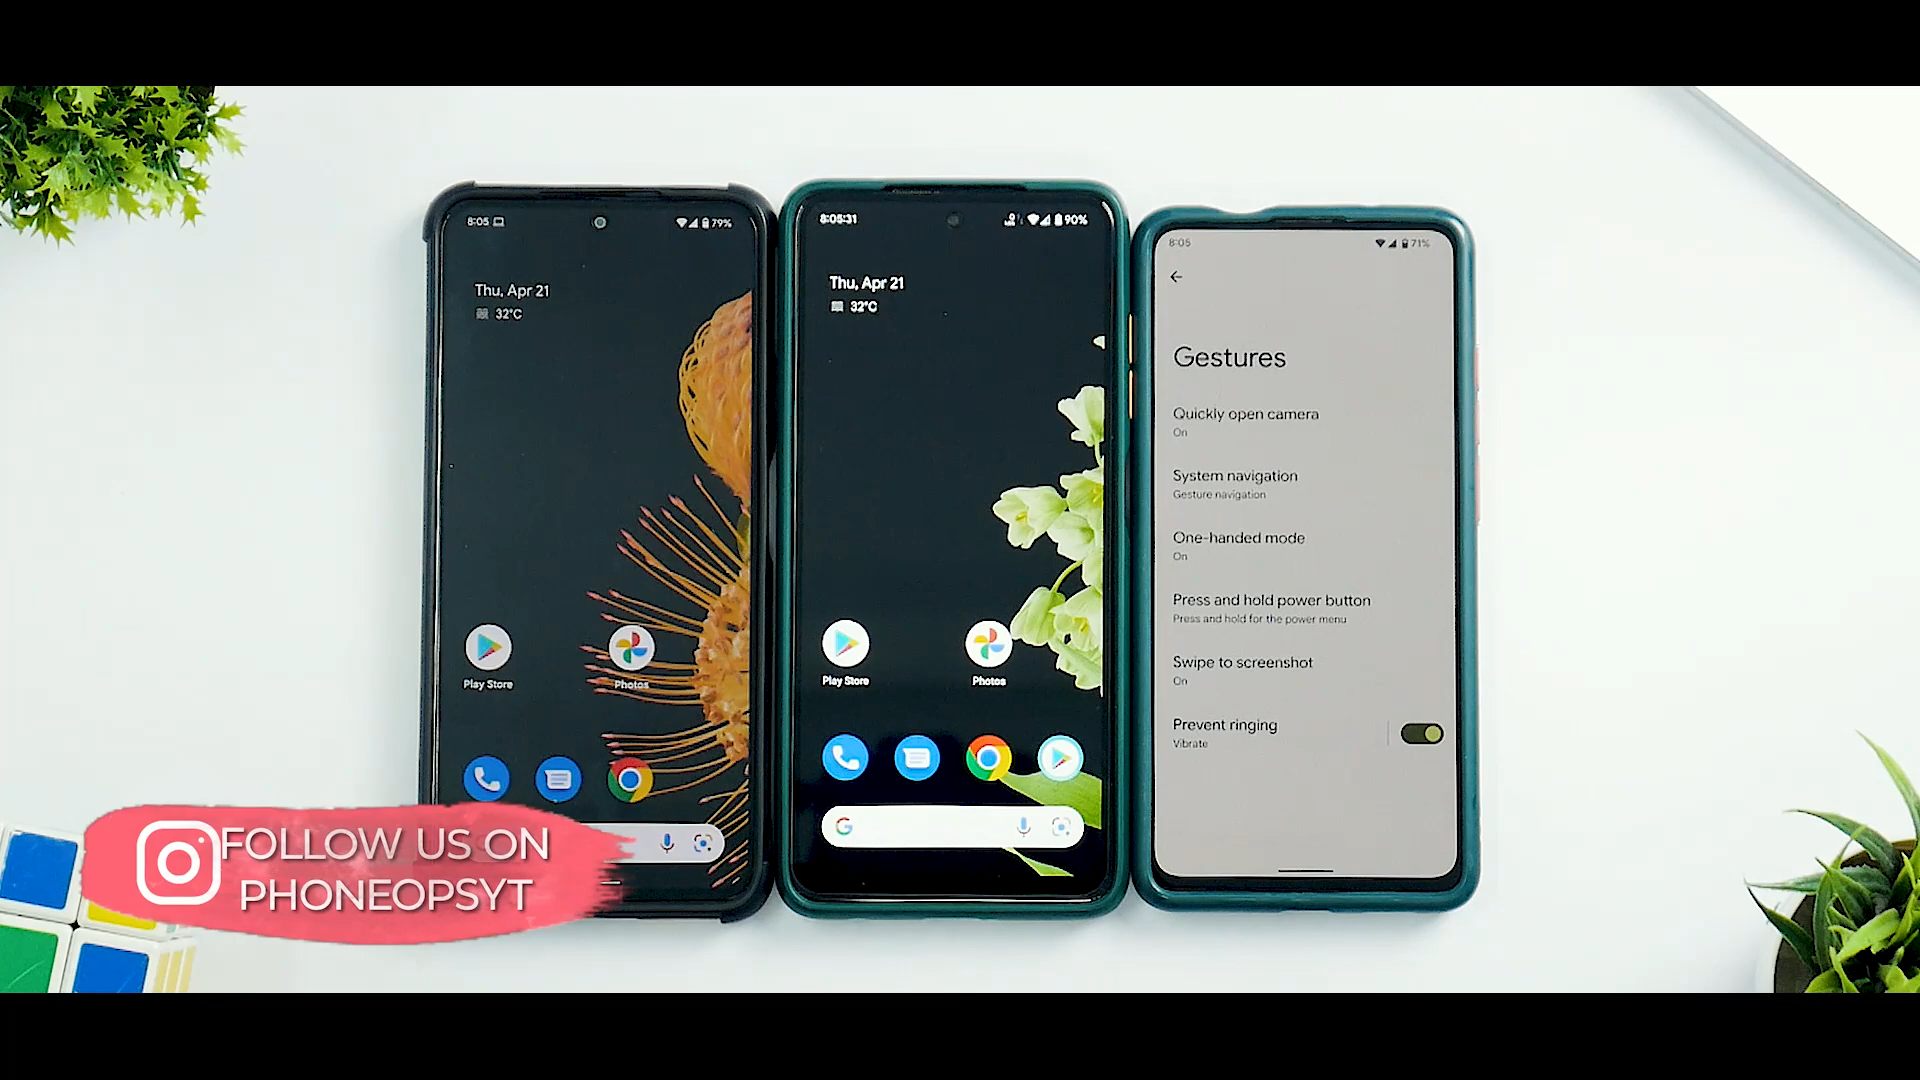 8:05
79%
Thu, Apr 21
32°C
Play Store
Photos
8:05:31
90%
Thu, Apr 21
32°C
Play Store
Photos
G
8:05
71%
Gestures
Quickly open camera
On
System navigation
Gesture navigation
One-handed mode
On
Press and hold power button
Press and hold for the power menu
Swipe to screenshot
On
Prevent ringing
Vibrate
FOLLOW US ON
PHONEOPSYT